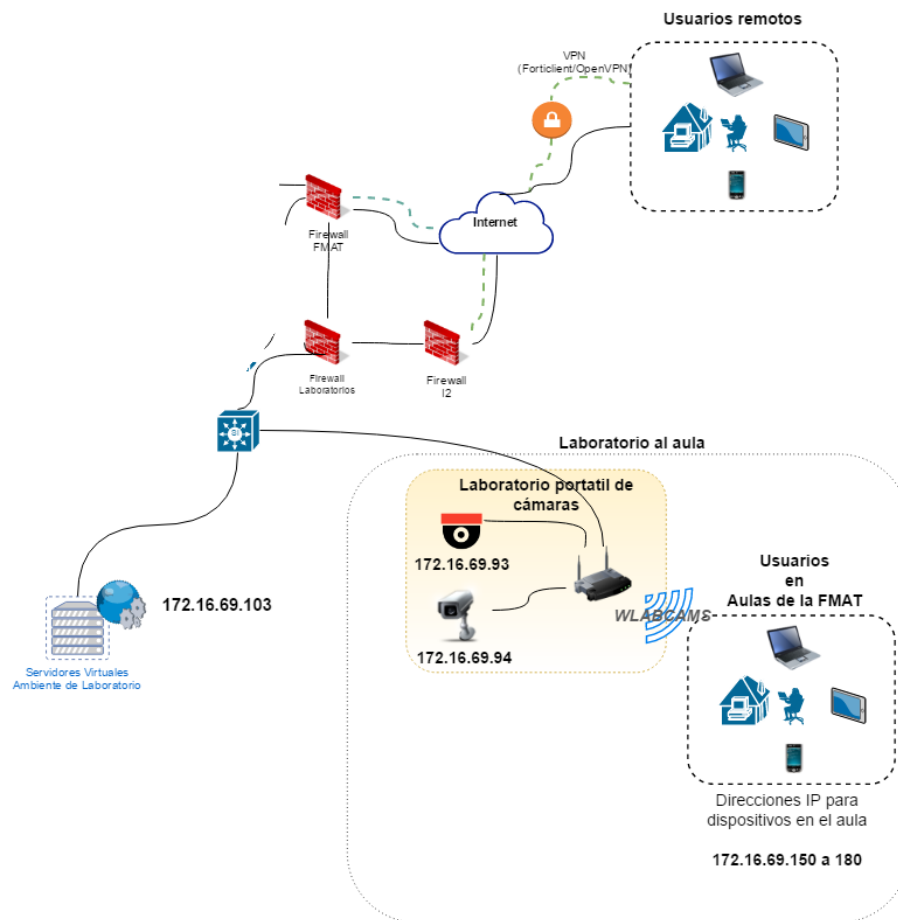 Usuarios remotos
VPN
(Forticlient/OpenVPN)
Internet
Firewall
FMAT
Firewall
Laboratorios
Firewall
I2
SI
Laboratorio al aula
Laboratorio portatil de
cámaras
172.16.69.93
172.16.69.94
WLABCAMS
Usuarios
en
Aulas de la FMAT
172.16.69.103
Servidores Virtuales
Ambiente de Laboratorio
Direcciones IP para
dispositivos en el aula
172.16.69.150 a 180